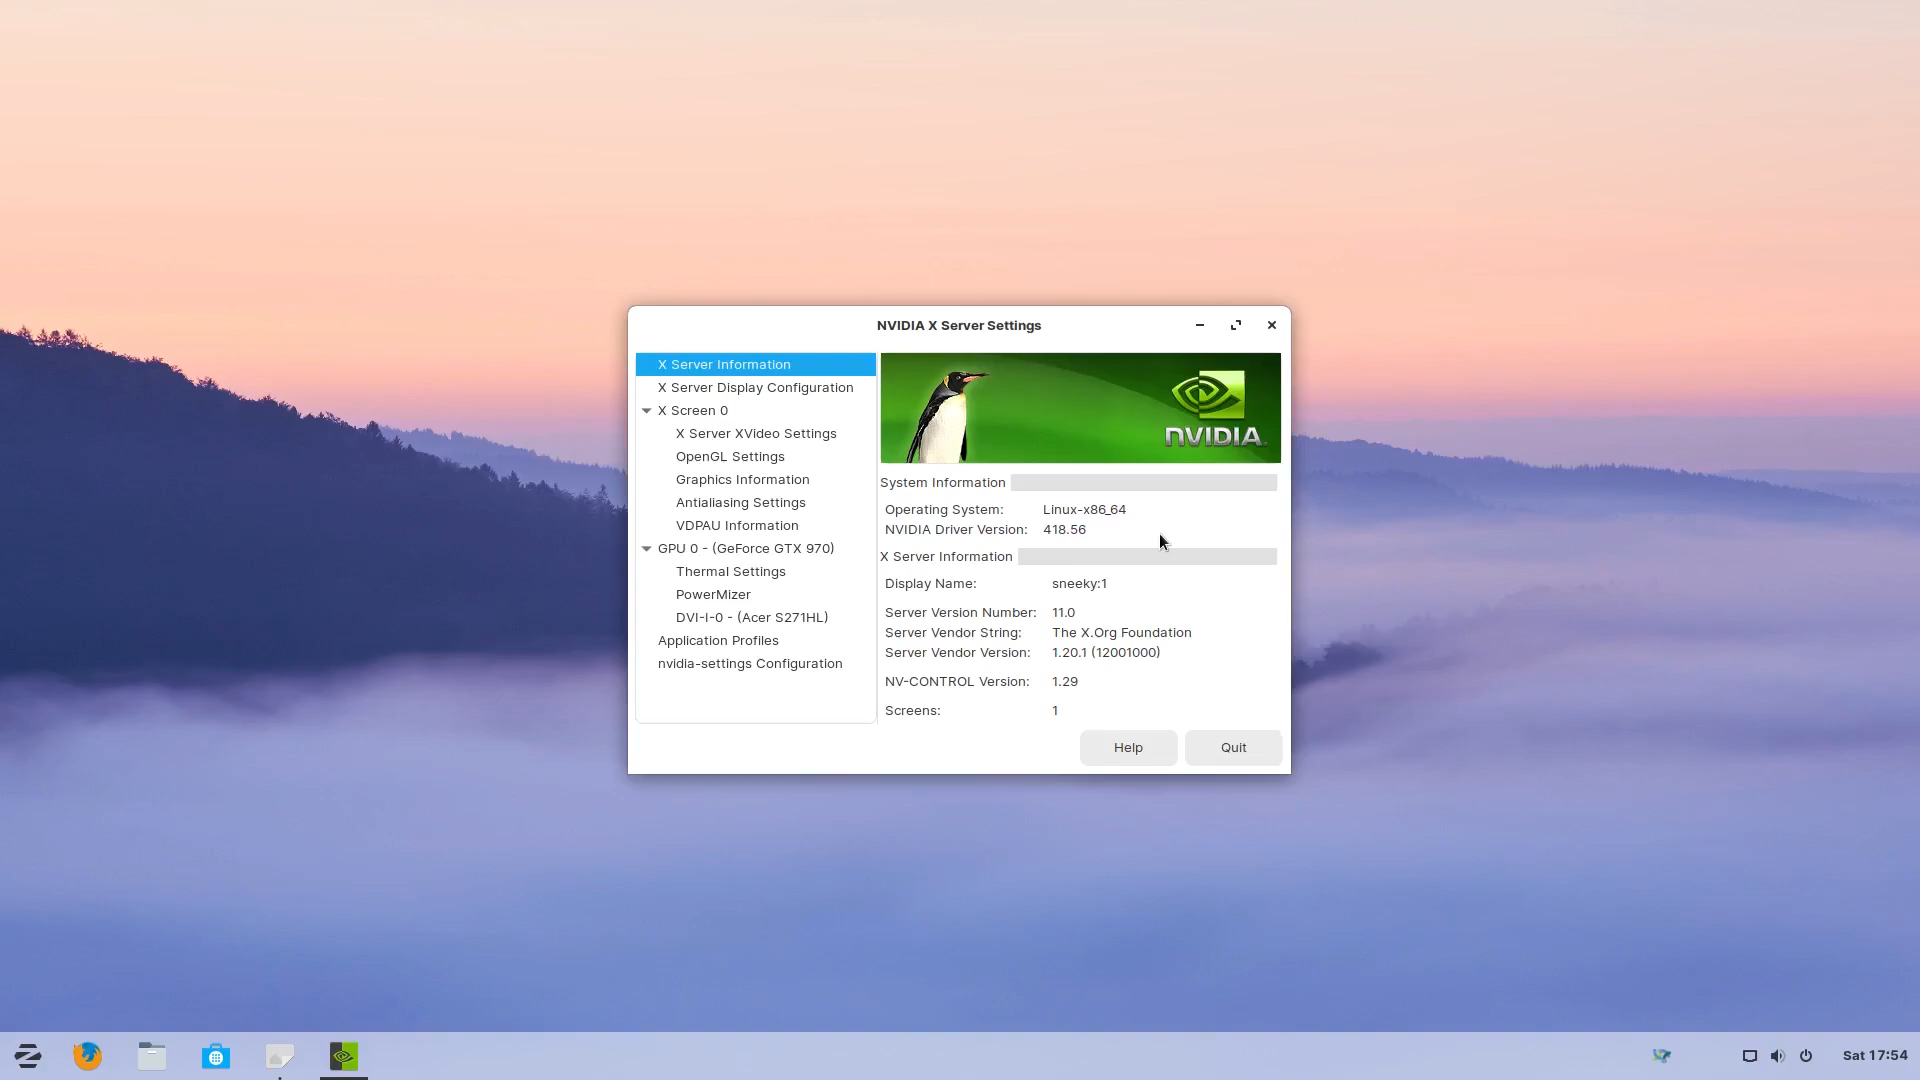 NVIDIA X Server Settings
X Server Information
X Server Display Configuration
X Screen 0
X Server XVideo Settings
OpenGL Settings
Graphics Information
Antialiasing Settings
VDPAU Information
GPU 0 - (GeForce GTX 970)
Thermal Settings
PowerMizer
DVI-I-0 - (Acer S271HL)
Application Profiles
nvidia-settings Configuration
NVIDIA.
System Information
Operating System: Linux-x86_64
NVIDIA Driver Version: 418.56
X Server Information
Display Name: sneeky:1
Server Version Number: 11.0
Server Vendor String: The X.Org Foundation
Server Vendor Version: 1.20.1 (12001000)
NV-CONTROL Version: 1.29
Screens: 1
Help Quit
Sat 17:54